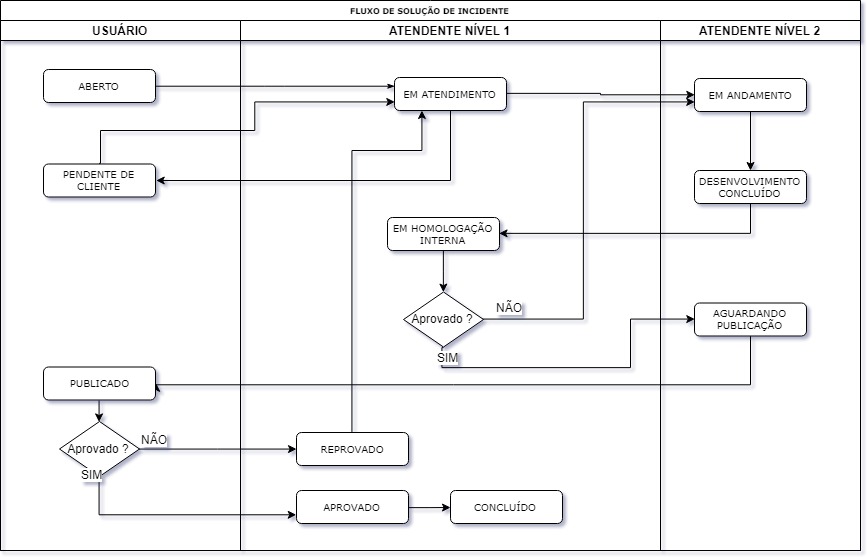 FLUXO DE SOLUÇÃO DE INCIDENTE
USUÁRIO
ATENDENTE NÍVEL 1
ATENDENTE NÍVEL 2
ABERTO
EM ATENDIMENTO
EM ANDAMENTO
PENDENTE DE
CLIENTE
DESENVOLVIMENTO
CONCLUÍDO
EM HOMOLOGAÇÃO
INTERNA
Aprovado ?
NÃO
SIM
AGUARDANDO
PUBLICAÇÃO
PUBLICADO
Aprovado ?
NÃO
SIM
REPROVADO
APROVADO
CONCLUÍDO